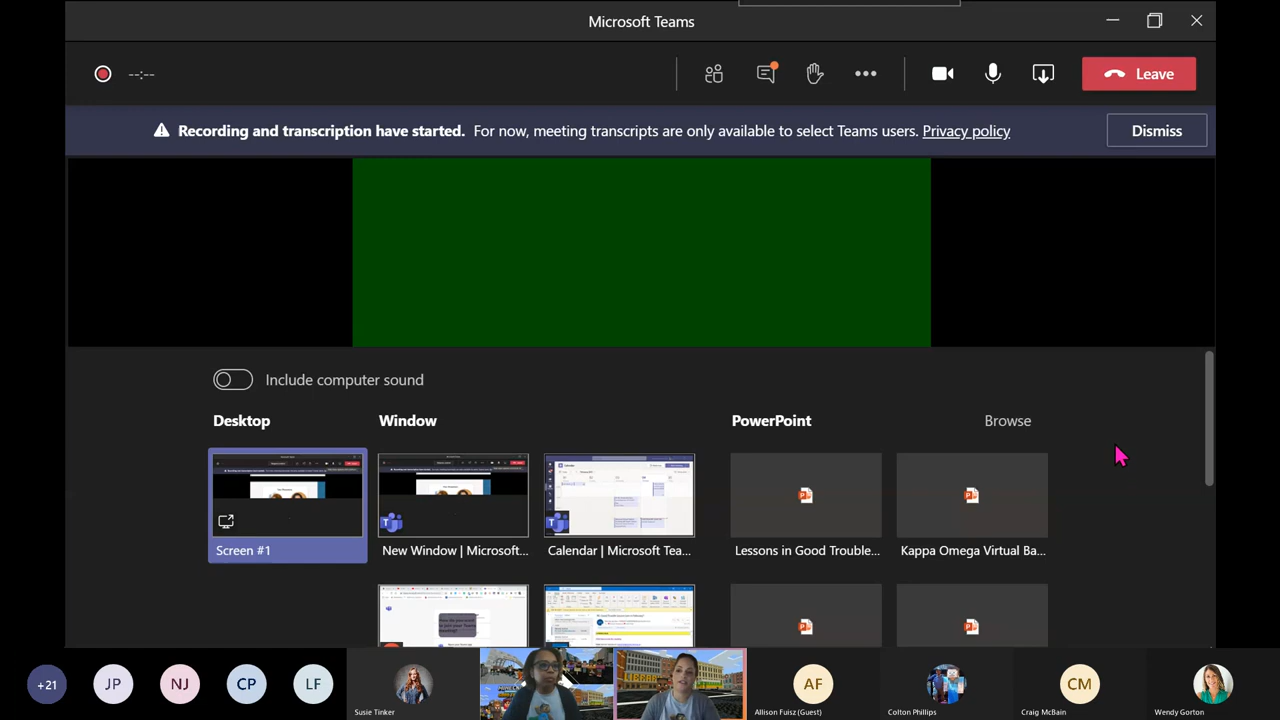 Microsoft Teams
--:--
Leave
Recording and transcription have started. For now, meeting transcripts are only available to select Teams users. Privacy policy
Dismiss
Include computer sound
Desktop
Window
PowerPoint
Browse
Screen #1
New Window | Microsoft...
Calendar | Microsoft Tea...
Lessons in Good Trouble...
Kappa Omega Virtual Ba...
+21
JP
NJ
CP
LF
Susie Tinker
AF
Allison Fuisz (Guest)
Colton Phillips
CM
Craig McBain
Wendy Gorton